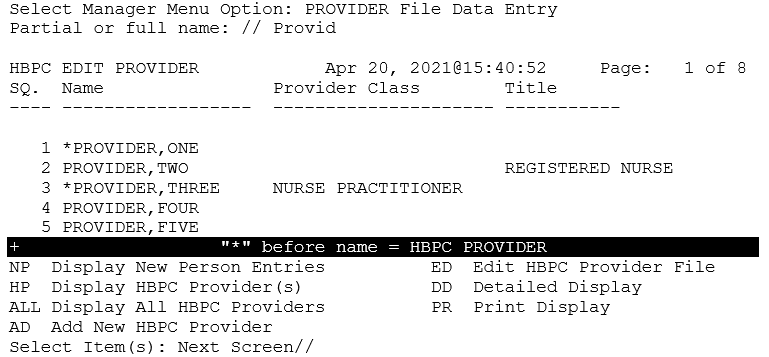 Select Manager Menu Option: PROVIDER File Data Entry
Partial or full name: // Provid
HBPC EDIT PROVIDER Apr 20, 2021@15:40:52 Page: 1 of 8
SQ. Name Provider Class Title
---- ------------------ --------------------- -----------
1 *PROVIDER,ONE
2 PROVIDER,TWO REGISTERED NURSE
3 *PROVIDER,THREE NURSE PRACTITIONER
4 PROVIDER,FOUR
5 PROVIDER,FIVE
+ "*" before name = HBPC PROVIDER
NP Display New Person Entries ED Edit HBPC Provider File
HP Display HBPC Provider(s) DD Detailed Display
ALL Display All HBPC Providers PR Print Display
AD Add New HBPC Provider
Select Item(s): Next Screen//